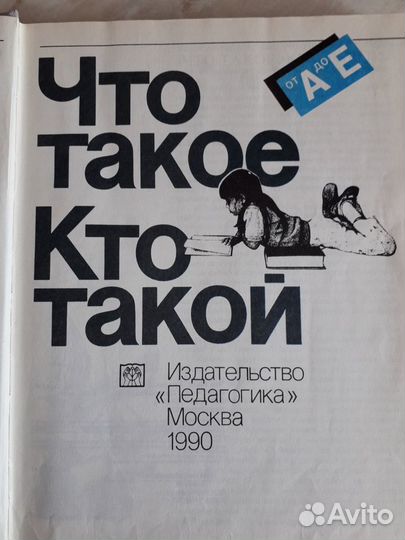 от А до Е
Что
такое
Кто
такой
Издательство
«Педагогика»
Москва
1990
Avito